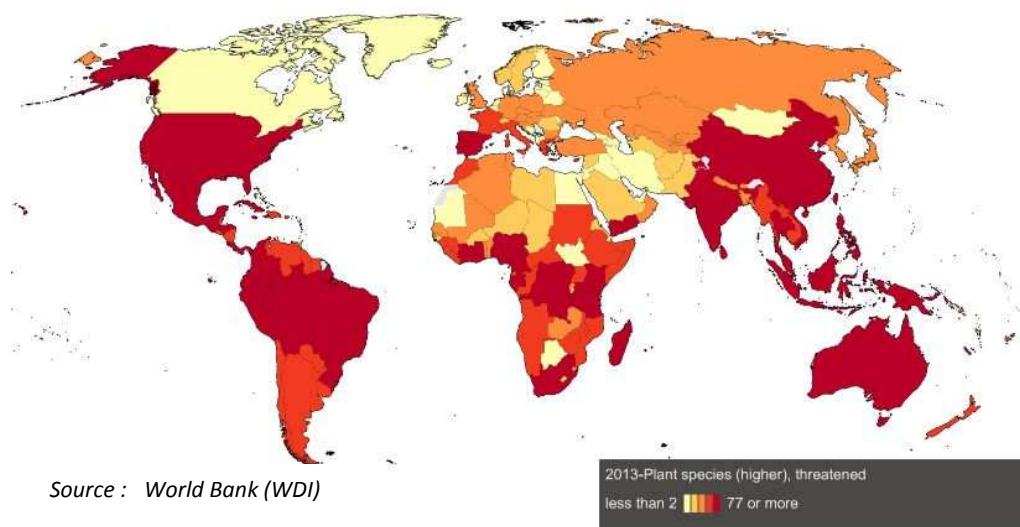 Source : World Bank (WDI)
2013-Plant species (higher), threatened
less than 2 77 or more